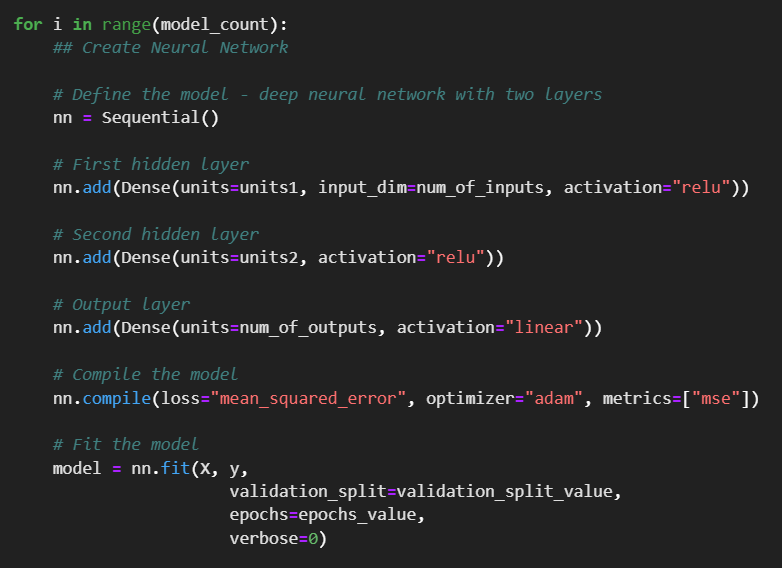 for i in range(model_count):
    ## Create Neural Network
    # Define the model - deep neural network with two layers
    nn = Sequential()
    # First hidden layer
    nn.add(Dense(units=units1, input_dim=num_of_inputs, activation="relu"))
    # Second hidden layer
    nn.add(Dense(units=units2, activation="relu"))
    # Output layer
    nn.add(Dense(units=num_of_outputs, activation="linear"))
    # Compile the model
    nn.compile(loss="mean_squared_error", optimizer="adam", metrics=["mse"])
    # Fit the model
    model = nn.fit(X, y,
                      validation_split=validation_split_value,
                      epochs=epochs_value,
                      verbose=0)